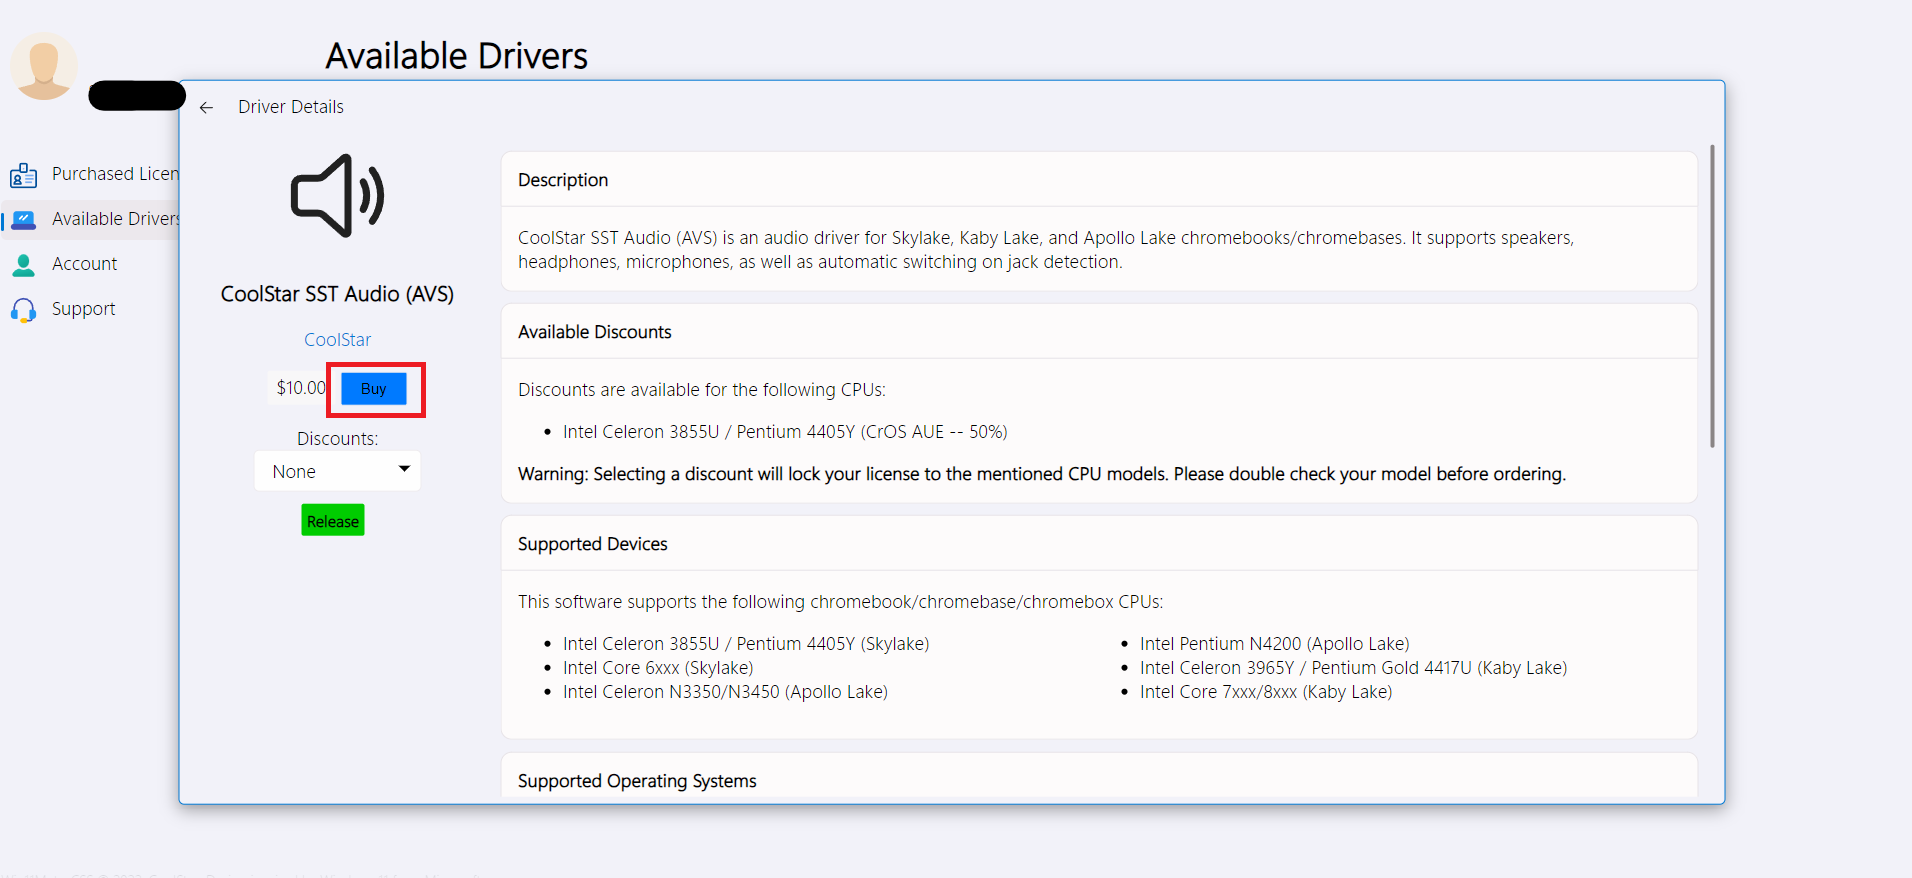 Available Drivers
Purchased Licen
Available Drivers
Account
Support
← Driver Details
CoolStar SST Audio (AVS)
CoolStar
$10.00 Buy
Discounts:
None
Release
Description
CoolStar SST Audio (AVS) is an audio driver for Skylake, Kaby Lake, and Apollo Lake chromebooks/chromebases. It supports speakers,
headphones, microphones, as well as automatic switching on jack detection.
Available Discounts
Discounts are available for the following CPUs:
• Intel Celeron 3855U / Pentium 4405Y (CrOS AUE -- 50%)
Warning: Selecting a discount will lock your license to the mentioned CPU models. Please double check your model before ordering.
Supported Devices
This software supports the following chromebook/chromebase/chromebox CPUs:
• Intel Celeron 3855U / Pentium 4405Y (Skylake)
• Intel Core 6xxx (Skylake)
• Intel Celeron N3350/N3450 (Apollo Lake)
• Intel Pentium N4200 (Apollo Lake)
• Intel Celeron 3965Y / Pentium Gold 4417U (Kaby Lake)
• Intel Core 7xxx/8xxx (Kaby Lake)
Supported Operating Systems